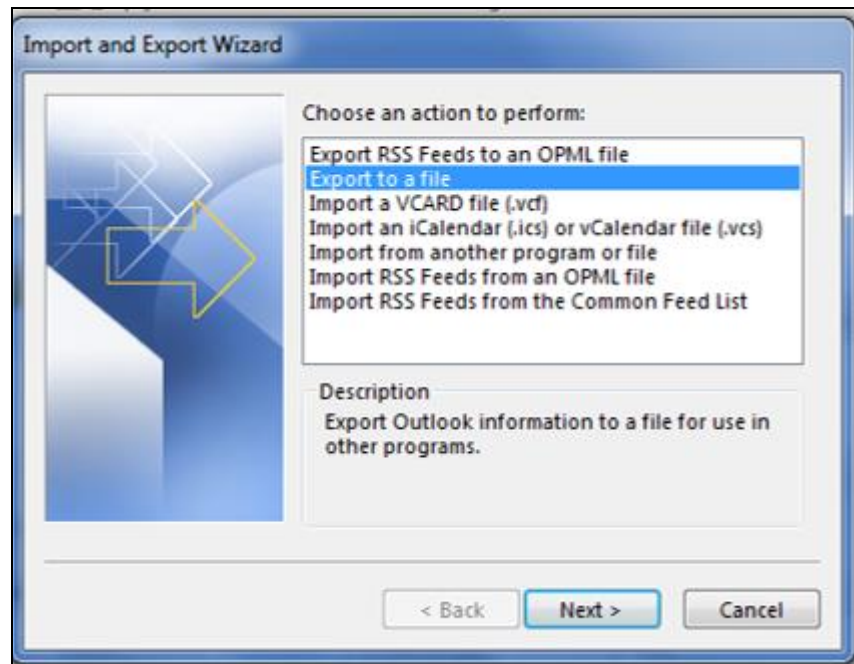 Import and Export Wizard
Choose an action to perform:
Export RSS Feeds to an OPML file
Export to a file
Import a VCARD file (.vcf)
Import an iCalendar (.ics) or vCalendar file (.vcs)
Import from another program or file
Import RSS Feeds from an OPML file
Import RSS Feeds from the Common Feed List
Description
Export Outlook information to a file for use in
other programs.
< Back
Next >
Cancel